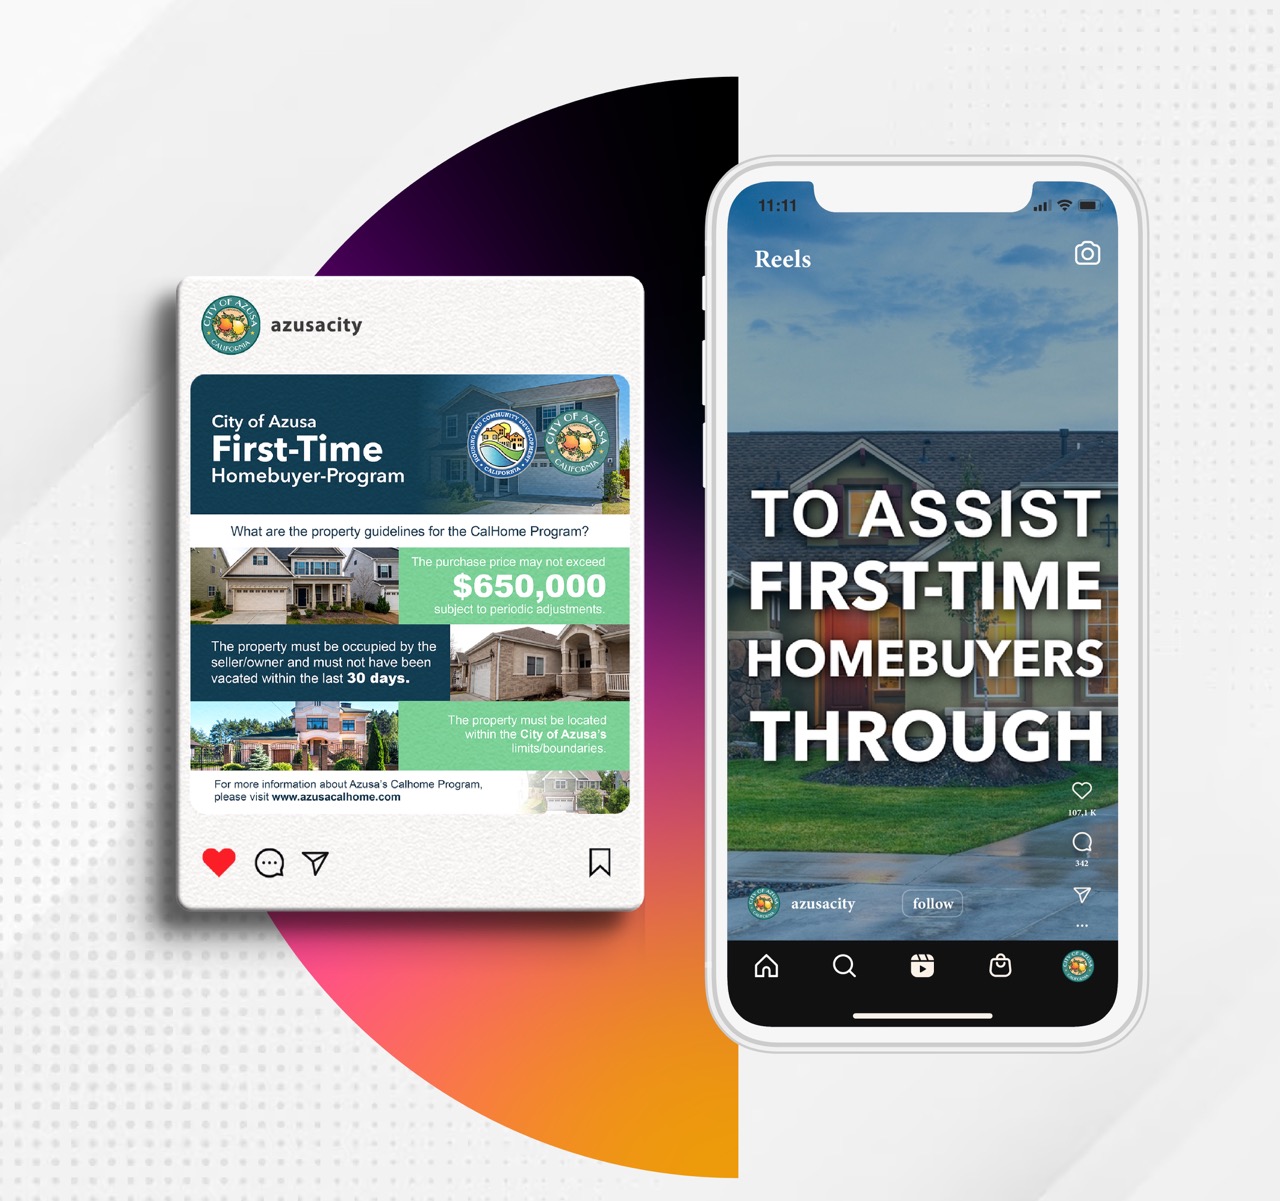 CITY OF AZUSA
CALIFORNIA
azusacity
City of Azusa
First-Time
Homebuyer-Program
HOUSING AND COMMUNITY DEVELOPMENT
CALIFORNIA
CITY OF AZUSA
CALIFORNIA
What are the property guidelines for the CalHome Program?
The purchase price may not exceed
$650,000
subject to periodic adjustments.
The property must be occupied by the
seller/owner and must not have been
vacated within the last 30 days.
The property must be located
within the City of Azusa's
limits/boundaries.
For more information about Azusa's Calhome Program,
please visit www.azusacalhome.com
11:11
Reels
TO ASSIST
FIRST-TIME
HOMEBUYERS
THROUGH
107,1 K
342
CITY OF AZUSA
CALIFORNIA
azusacity
follow